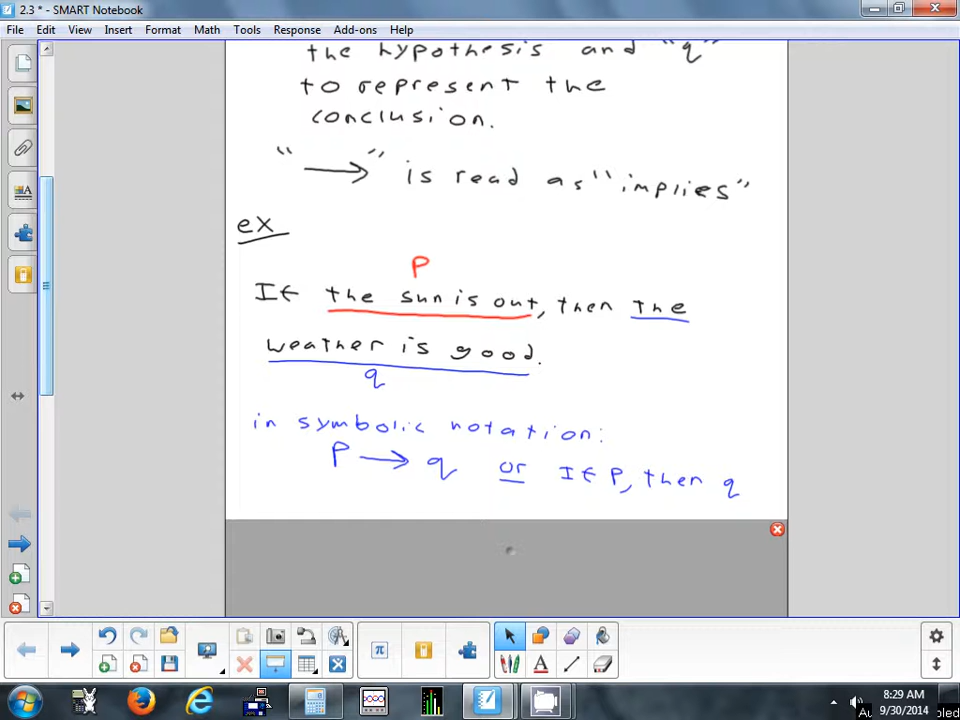 2.3 * - SMART Notebook
File Edit View Insert Format Math Tools Response Add-ons Help
the hypothesis and "q"
to represent the
conclusion.
"⟶" is read as "implies"
ex
P
If the sun is out, then the
weather is good.
q
in symbolic notation:
P ⟶ q or If P, then q
8:29 AM
9/30/2014